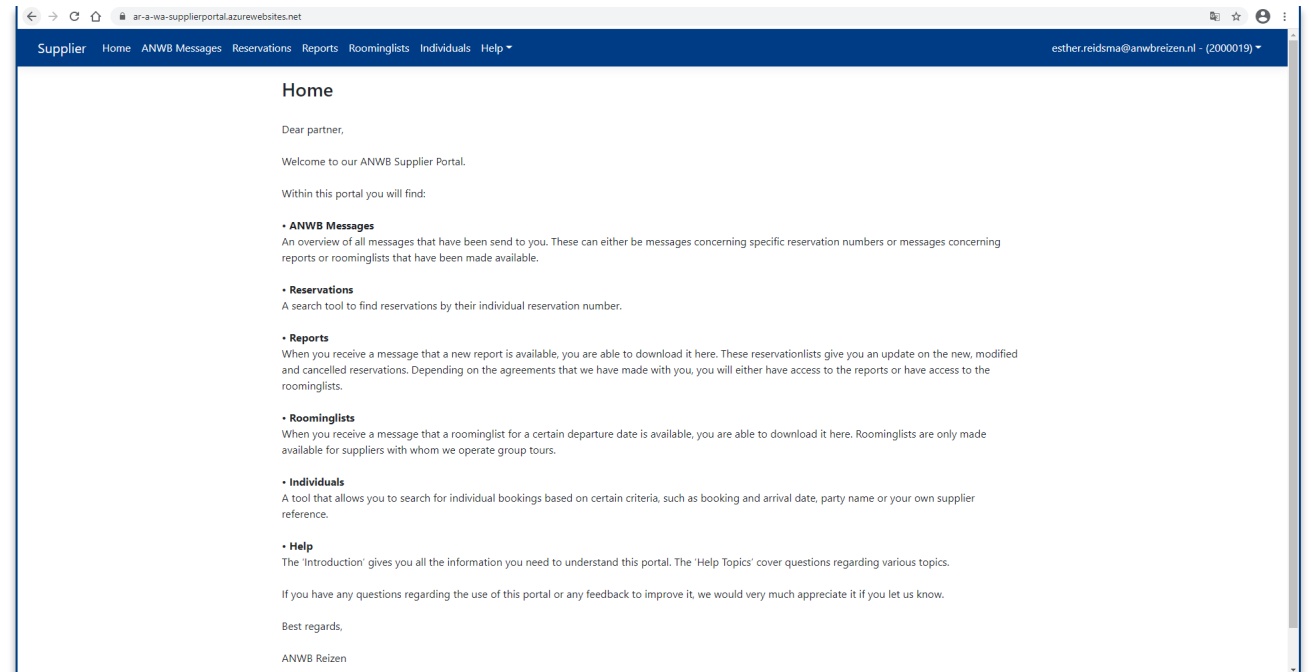 ar-a-wa-supplierportal.azurewebsites.net
Supplier Home ANWB Messages Reservations Reports Roominglists Individuals Help esther.reidsma@anwbreizen.nl - (2000019)
Home
Dear partner,
Welcome to our ANWB Supplier Portal.
Within this portal you will find:
• ANWB Messages
An overview of all messages that have been send to you. These can either be messages concerning specific reservation numbers or messages concerning
reports or roominglists that have been made available.
• Reservations
A search tool to find reservations by their individual reservation number.
• Reports
When you receive a message that a new report is available, you are able to download it here. These reservationlists give you an update on the new, modified
and cancelled reservations. Depending on the agreements that we have made with you, you will either have access to the reports or have access to the
roominglists.
• Roominglists
When you receive a message that a roominglist for a certain departure date is available, you are able to download it here. Roominglists are only made
available for suppliers with whom we operate group tours.
• Individuals
A tool that allows you to search for individual bookings based on certain criteria, such as booking and arrival date, party name or your own supplier
reference.
• Help
The 'Introduction' gives you all the information you need to understand this portal. The 'Help Topics' cover questions regarding various topics.
If you have any questions regarding the use of this portal or any feedback to improve it, we would very much appreciate it if you let us know.
Best regards,
ANWB Reizen